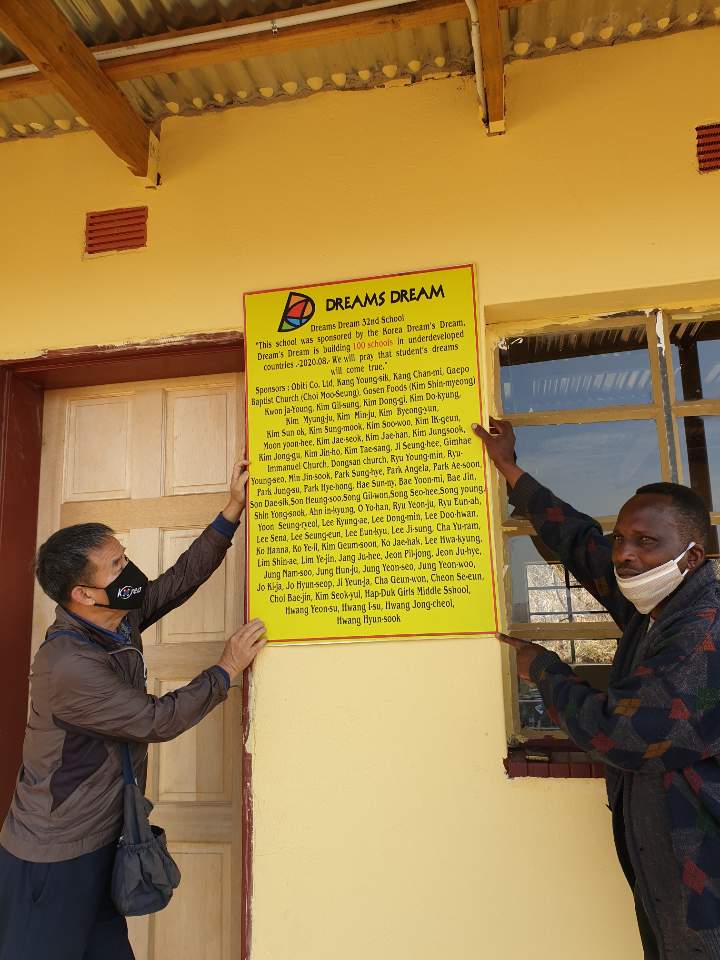 DREAMS DREAM
Dreams Dream 32nd School
"This school was sponsored by the Korea Dream's Dream,
Dream's Dream is building 100 schools in underdeveloped
countries .-2020.08.- We will pray that student's dreams
will come true."
Sponsors : Obiti Co. Ltd, Kang Young-sik, Kang Chan-mi, Gaepo
Baptist Church (Choi Moo-Seung). Gosen Foods (Kim Shin-myeong)
Kwon ja-Young, Kim Gil-sung, Kim Dong-gi, Kim Do-kyung,
Kim Myung-ju, Kim Min-ju, Kim Byeong-sun,
Kim Sun ok, Kim Sung-mook, Kim Soo-woo, Kim IK-geun,
Moon yoon-hee, Kim Jae-seok, Kim Jae-han, Kim Jungsook,
Kim Jong-gu, Kim Jin-ho, Kim Tae-sang, Ji Seung-hee, Gimhae
Immanuel Church, Dongsan church, Ryu Young-min, Ryu-
Young-seo, Min Jin-sook, Park Sung-hye, Park Angela, Park Ae-soon,
Park Jung-su, Park Hye-hong, Hae Sun-ny, Bae Yoon-mi, Bae Jin,
Son Dae-sik,Son Heung-soo,Song Gil-won,Song Seo-hee,Song young,
Shin Yong-sook, Ahn in-kyung, O Yo-han, Ryu Yeon-ju, Ryu Eun-ah,
Yoon Seung-ryeol, Lee Kyung-ae, Lee Dong-min, Lee Doo-hwan,
Lee Sena, Lee Seung-eun, Lee Eun-kyu, Lee Ji-sung, Cha Yu-ram,
Ko Hanna, Ko Ye-il, Kim Geum-soon, Ko Jae-hak, Lee Hwa-kyung,
Lim Shin-ae, Lim Ye-jin, Jang Ju-hee, Jeon Pil-jong, Jeon Ju-hye,
Jung Nam-soo, Jung Hun-ju, Jung Yeon-seo, Jung Yeon-woo,
Jo Ki-ja, Jo Hyun-seop, Ji Yeun-ja, Cha Geun-won, Cheon Se-eun,
Choi Bae-jin, Kim Seok-yul, Hap-Duk Girls Middle Sshool,
Hwang Yeon-su, Hwang I-su, Hwang Jong-cheol,
Hwang Hyun-sook
Korea